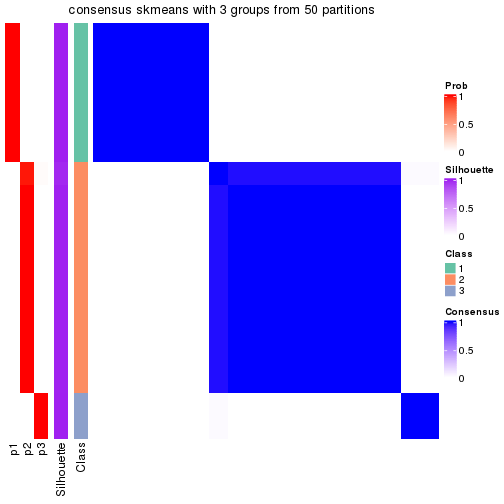 consensus skmeans with 3 groups from 50 partitions
Prob
1
0.5
0
Silhouette
1
0.5
0
Class
1
2
3
Consensus
1
0.5
0
p1
p2
p3
Silhouette
Class